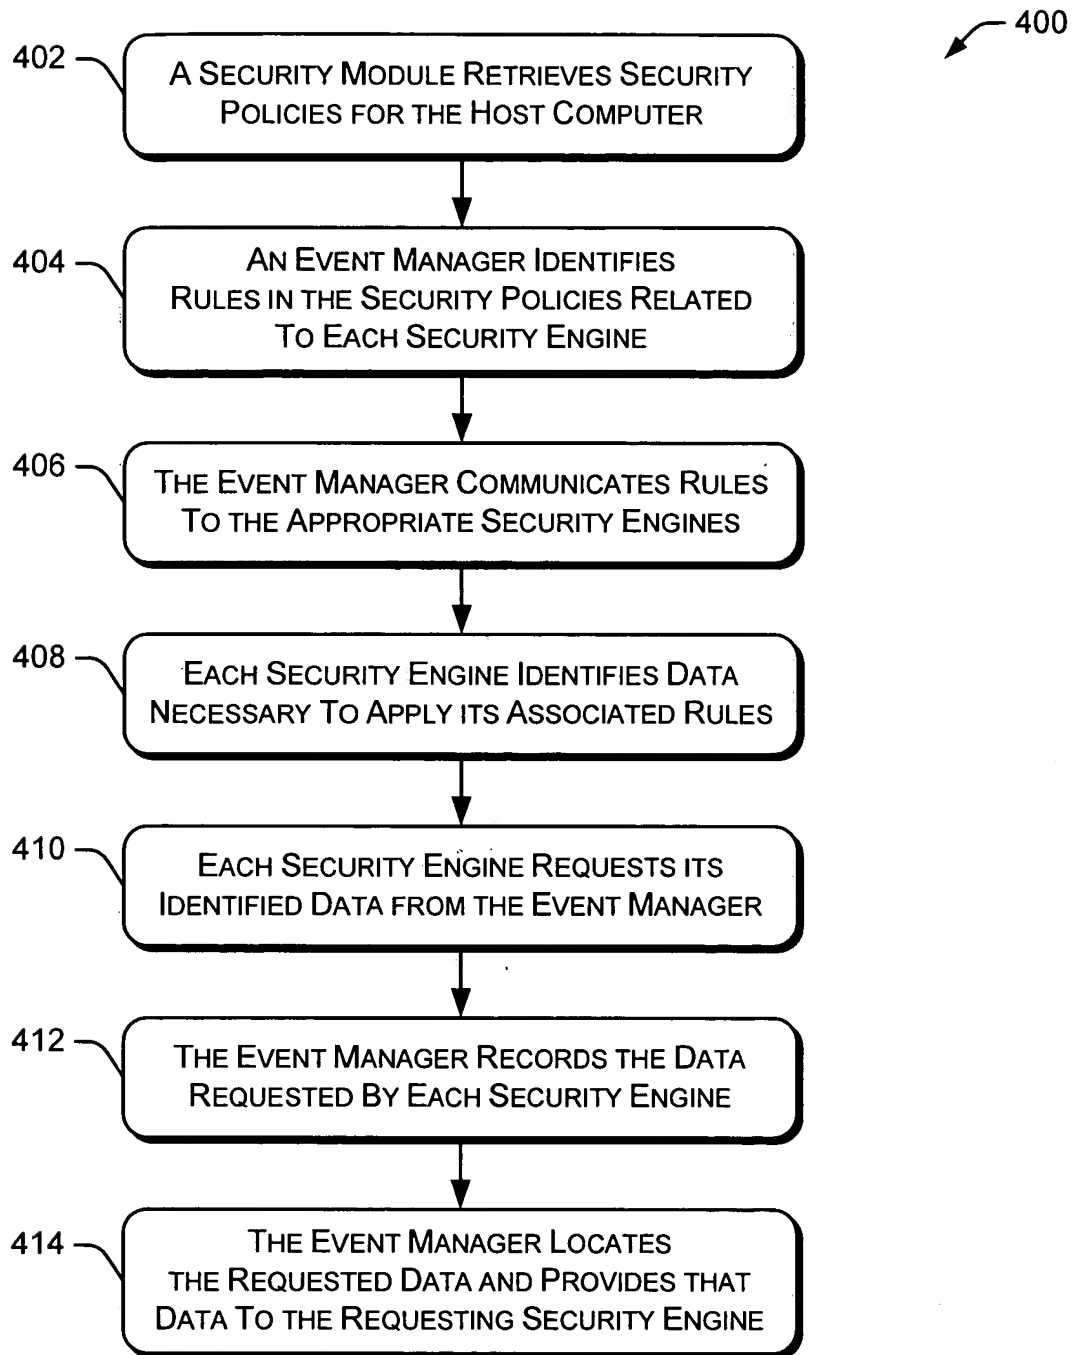 400
402
A SECURITY MODULE RETRIEVES SECURITY
POLICIES FOR THE HOST COMPUTER
404
AN EVENT MANAGER IDENTIFIES
RULES IN THE SECURITY POLICIES RELATED
TO EACH SECURITY ENGINE
406
THE EVENT MANAGER COMMUNICATES RULES
TO THE APPROPRIATE SECURITY ENGINES
408
EACH SECURITY ENGINE IDENTIFIES DATA
NECESSARY TO APPLY ITS ASSOCIATED RULES
410
EACH SECURITY ENGINE REQUESTS ITS
IDENTIFIED DATA FROM THE EVENT MANAGER
412
THE EVENT MANAGER RECORDS THE DATA
REQUESTED BY EACH SECURITY ENGINE
414
THE EVENT MANAGER LOCATES
THE REQUESTED DATA AND PROVIDES THAT
DATA TO THE REQUESTING SECURITY ENGINE